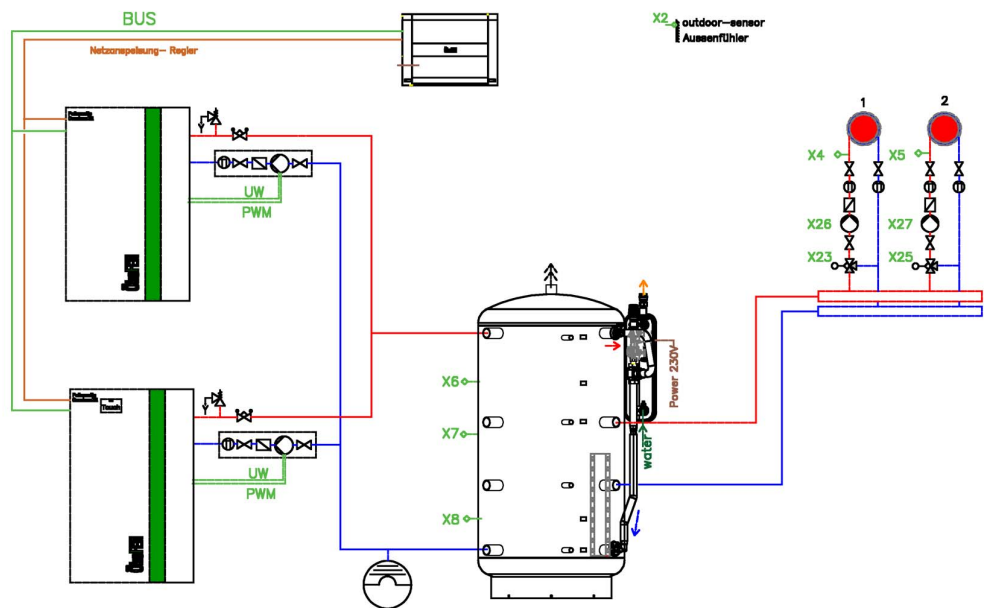 BUS
Netzanspeisung- Regler
X2
outdoor-sensor
Aussenfühler
1
2
X4
X5
UW
PWM
X26
X27
X23
X25
X6
Power 230V
Touch
X7
water
UW
PWM
X8